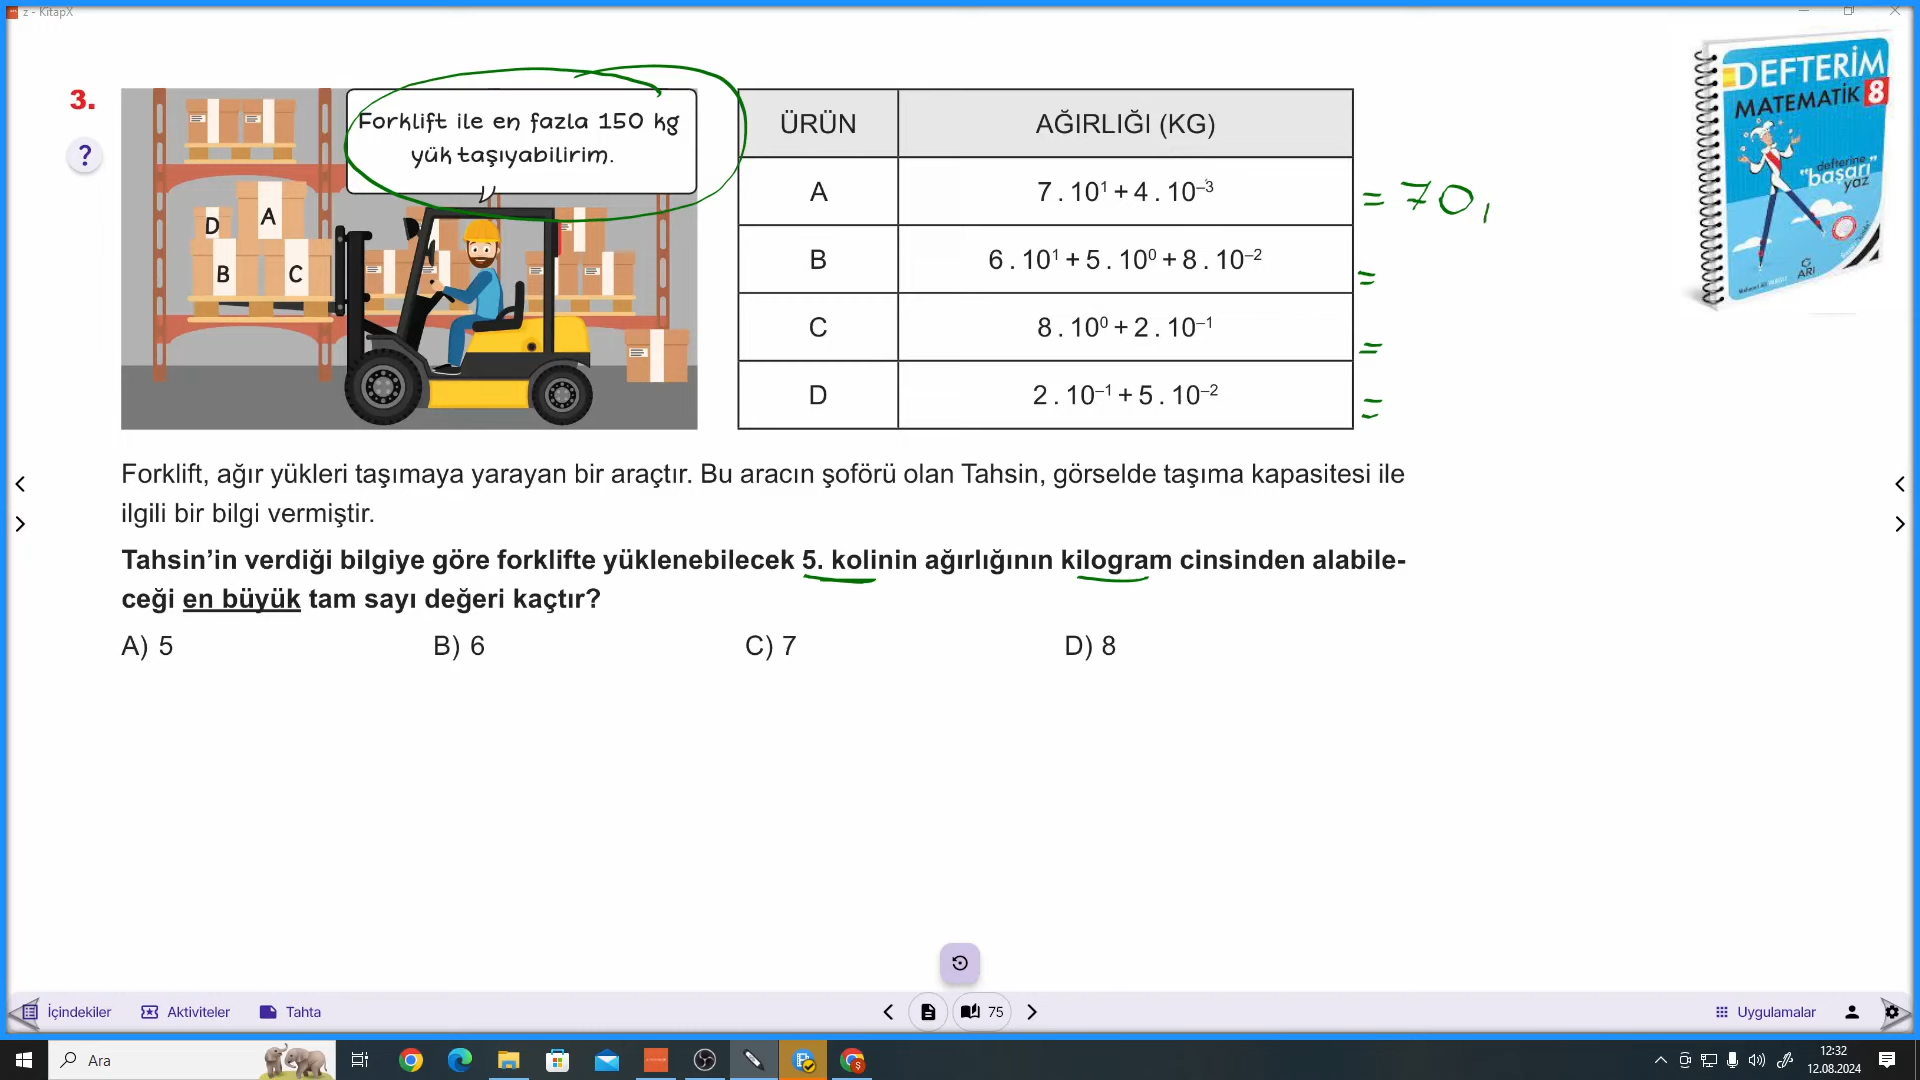 z - KitapX
3.
?
Forklift ile en fazla 150 kg
yük taşıyabilirim.
D
A
B
C
ÜRÜN AĞIRLIĞI (KG)
A 7 . 10¹ + 4 . 10⁻³ = 70,
B 6 . 10¹ + 5 . 10⁰ + 8 . 10⁻² =
C 8 . 10⁰ + 2 . 10⁻¹ =
D 2 . 10⁻¹ + 5 . 10⁻² =
DEFTERİM
MATEMATİK 8
defterine
"başarı"
yaz
ARI
Forklift, ağır yükleri taşımaya yarayan bir araçtır. Bu aracın şoförü olan Tahsin, görselde taşıma kapasitesi ile
ilgili bir bilgi vermiştir.
Tahsin’in verdiği bilgiye göre forklifte yüklenebilecek 5. kolinin ağırlığının kilogram cinsinden alabile-
ceği en büyük tam sayı değeri kaçtır?
A) 5 B) 6 C) 7 D) 8
İçindekiler Aktiviteler Tahta 75 Uygulamalar
Ara
12:32
12.08.2024